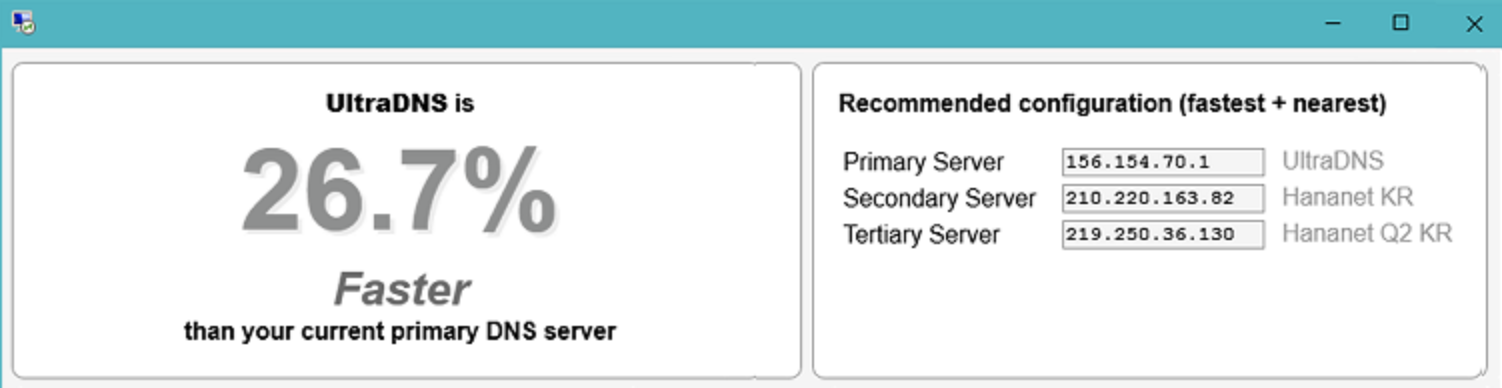 UltraDNS is
26.7%
Faster
than your current primary DNS server
Recommended configuration (fastest + nearest)
Primary Server 156.154.70.1 UltraDNS
Secondary Server 210.220.163.82 Hananet KR
Tertiary Server 219.250.36.130 Hananet Q2 KR